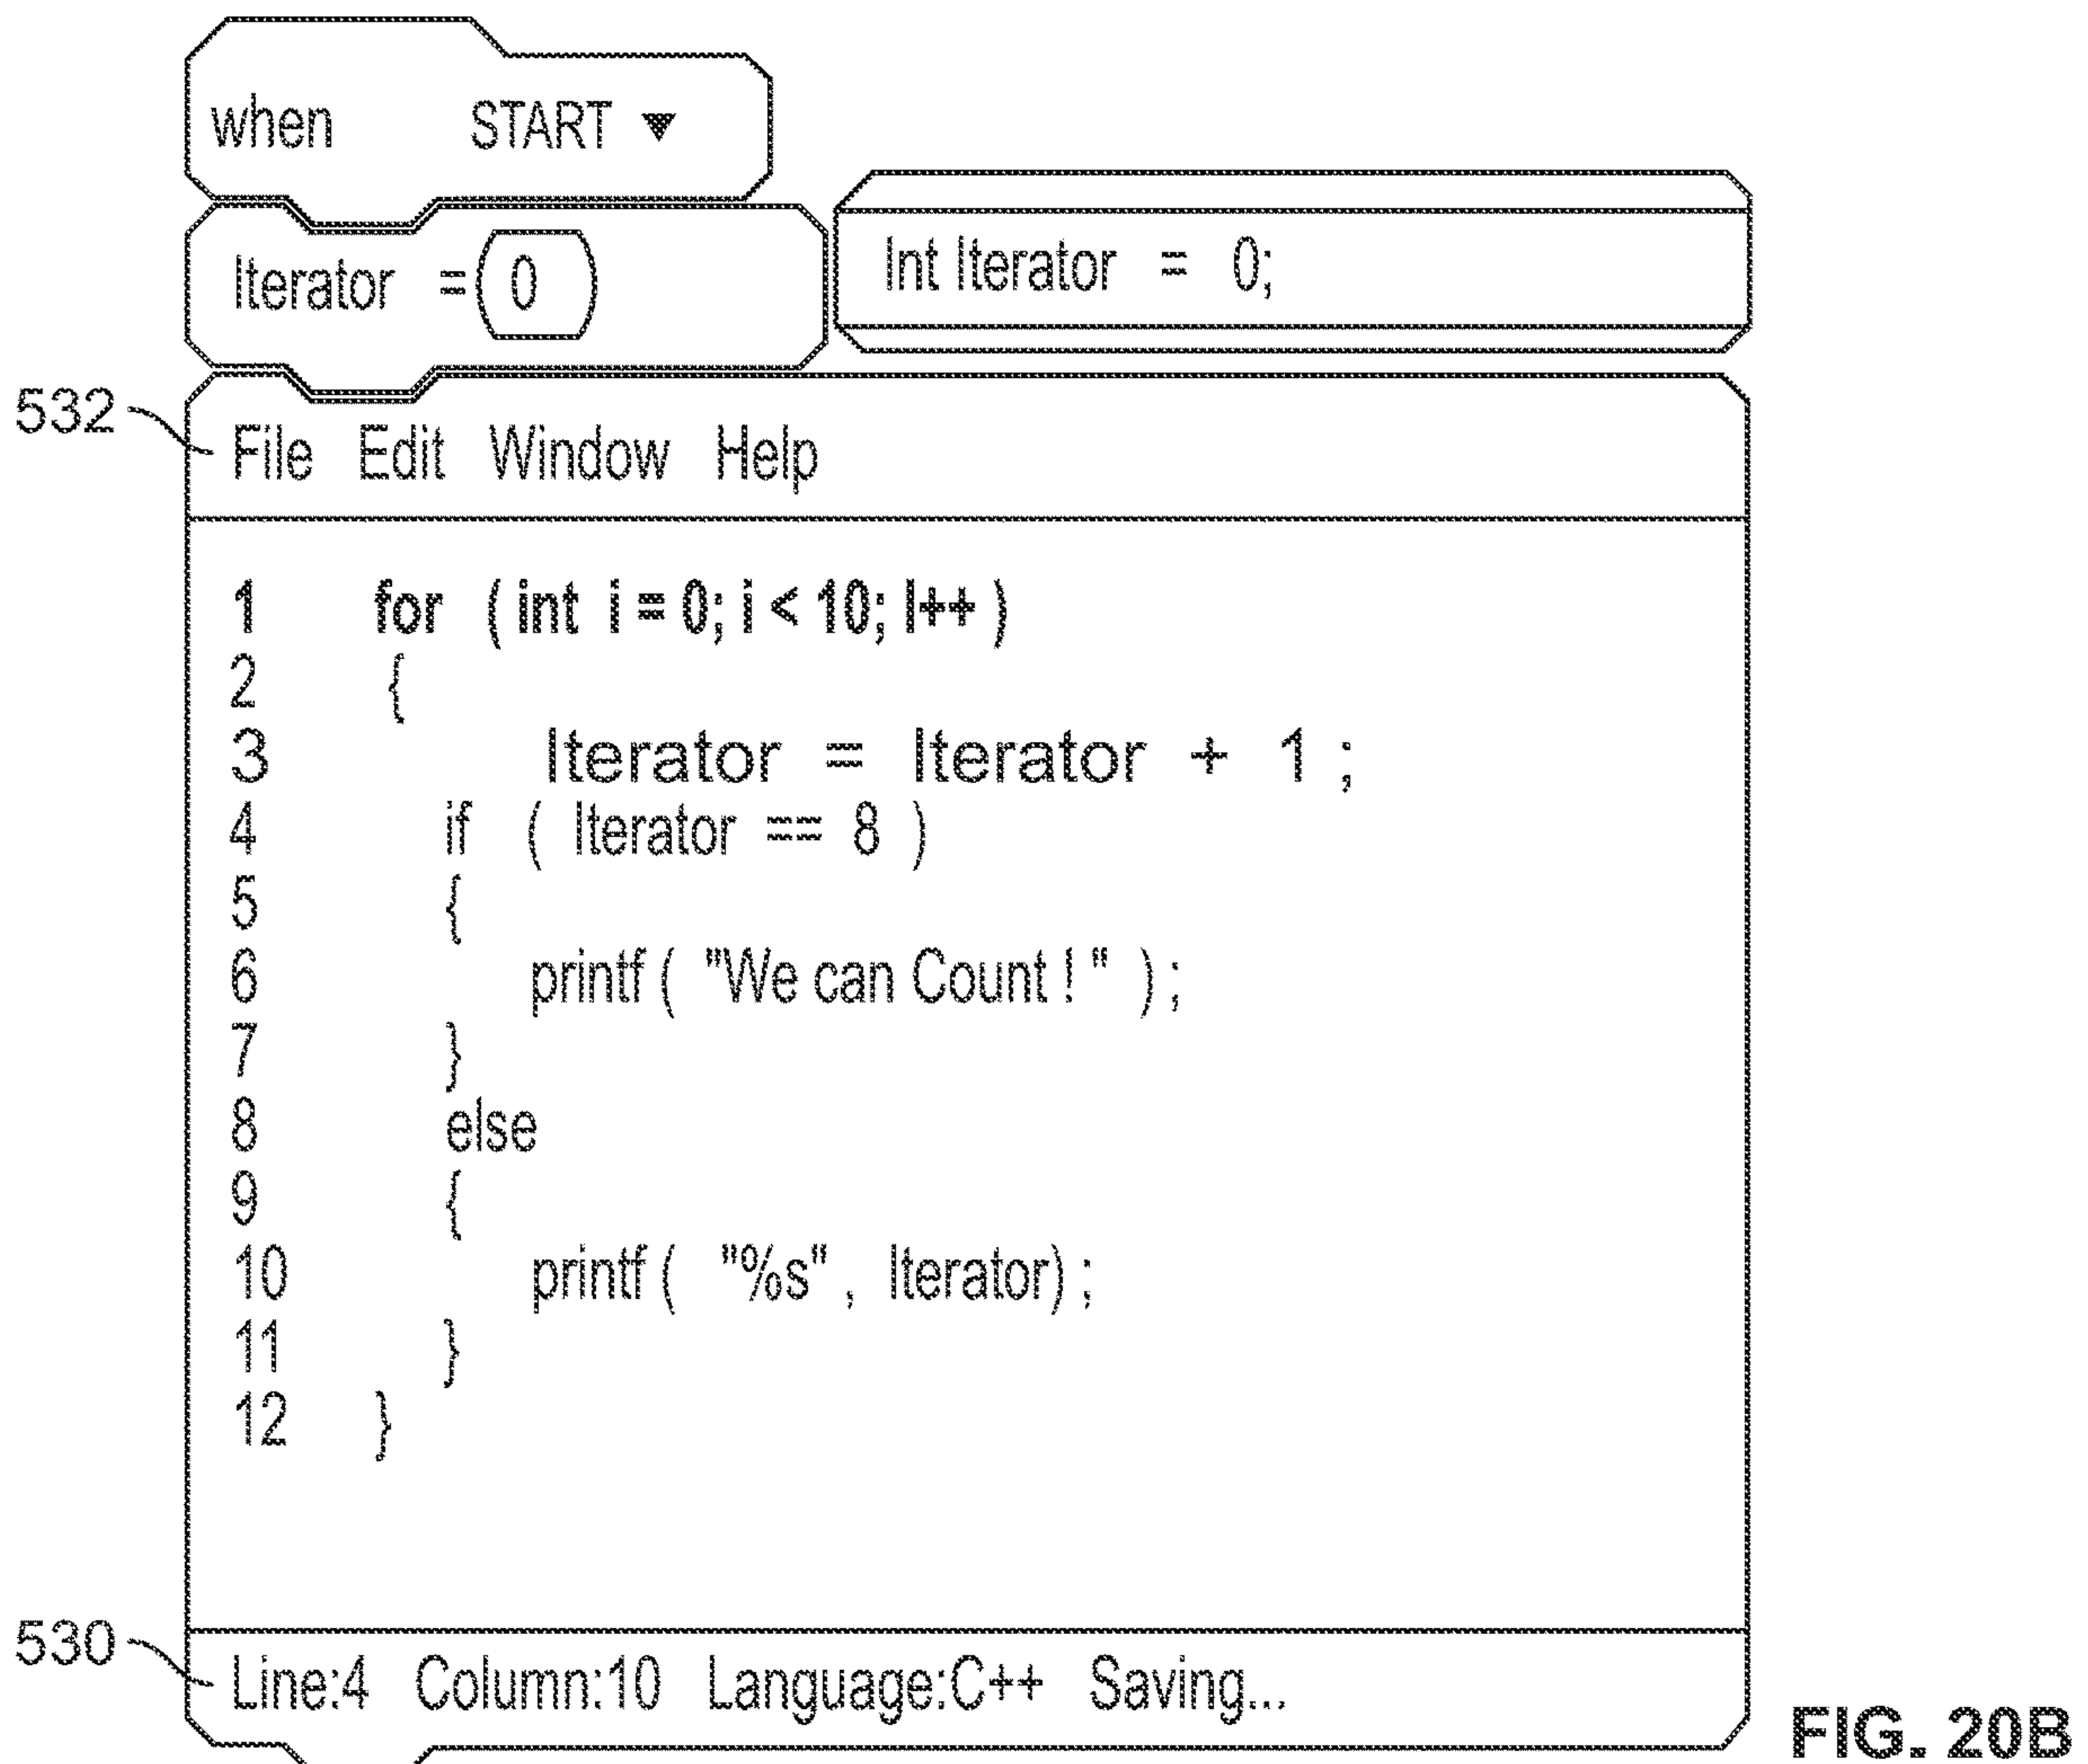 when START ▼
Iterator = 0
Int Iterator = 0;
532
File Edit Window Help
1 for ( int i = 0; i < 10; I++ )
2 {
3 Iterator = Iterator + 1 ;
4 if ( Iterator == 8 )
5 {
6 printf ( "We can Count ! " ) ;
7 }
8 else
9 {
10 printf ( "%s" , Iterator) ;
11 }
12 }
530
Line:4 Column:10 Language:C++ Saving...
FIG. 20B